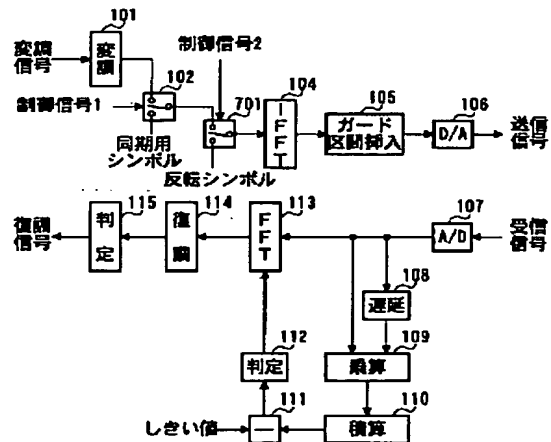 101
変調
信号
変調
102
制御信号1
同期用
シンボル
制御信号2
701
反転シンボル
104
IFFT
105
ガード
区間挿入
106
D/A
送信
信号
復調
信号
115
判定
114
復調
113
FFT
107
A/D
受信
信号
108
遅延
109
乗算
110
積算
112
判定
111
しきい値